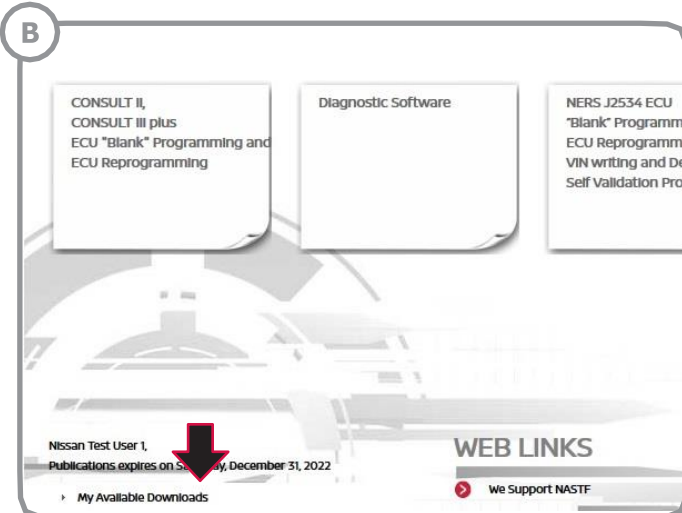 B
CONSULT II,
CONSULT III plus
ECU "Blank" Programming and
ECU Reprogramming
Diagnostic Software
NERS J2534 ECU
"Blank" Programm
ECU Reprogramm
VIN writing and De
Self Validation Pro
Nissan Test User 1,
Publications expires on S ay, December 31, 2022
My Available Downloads
WEB LINKS
We Support NASTF